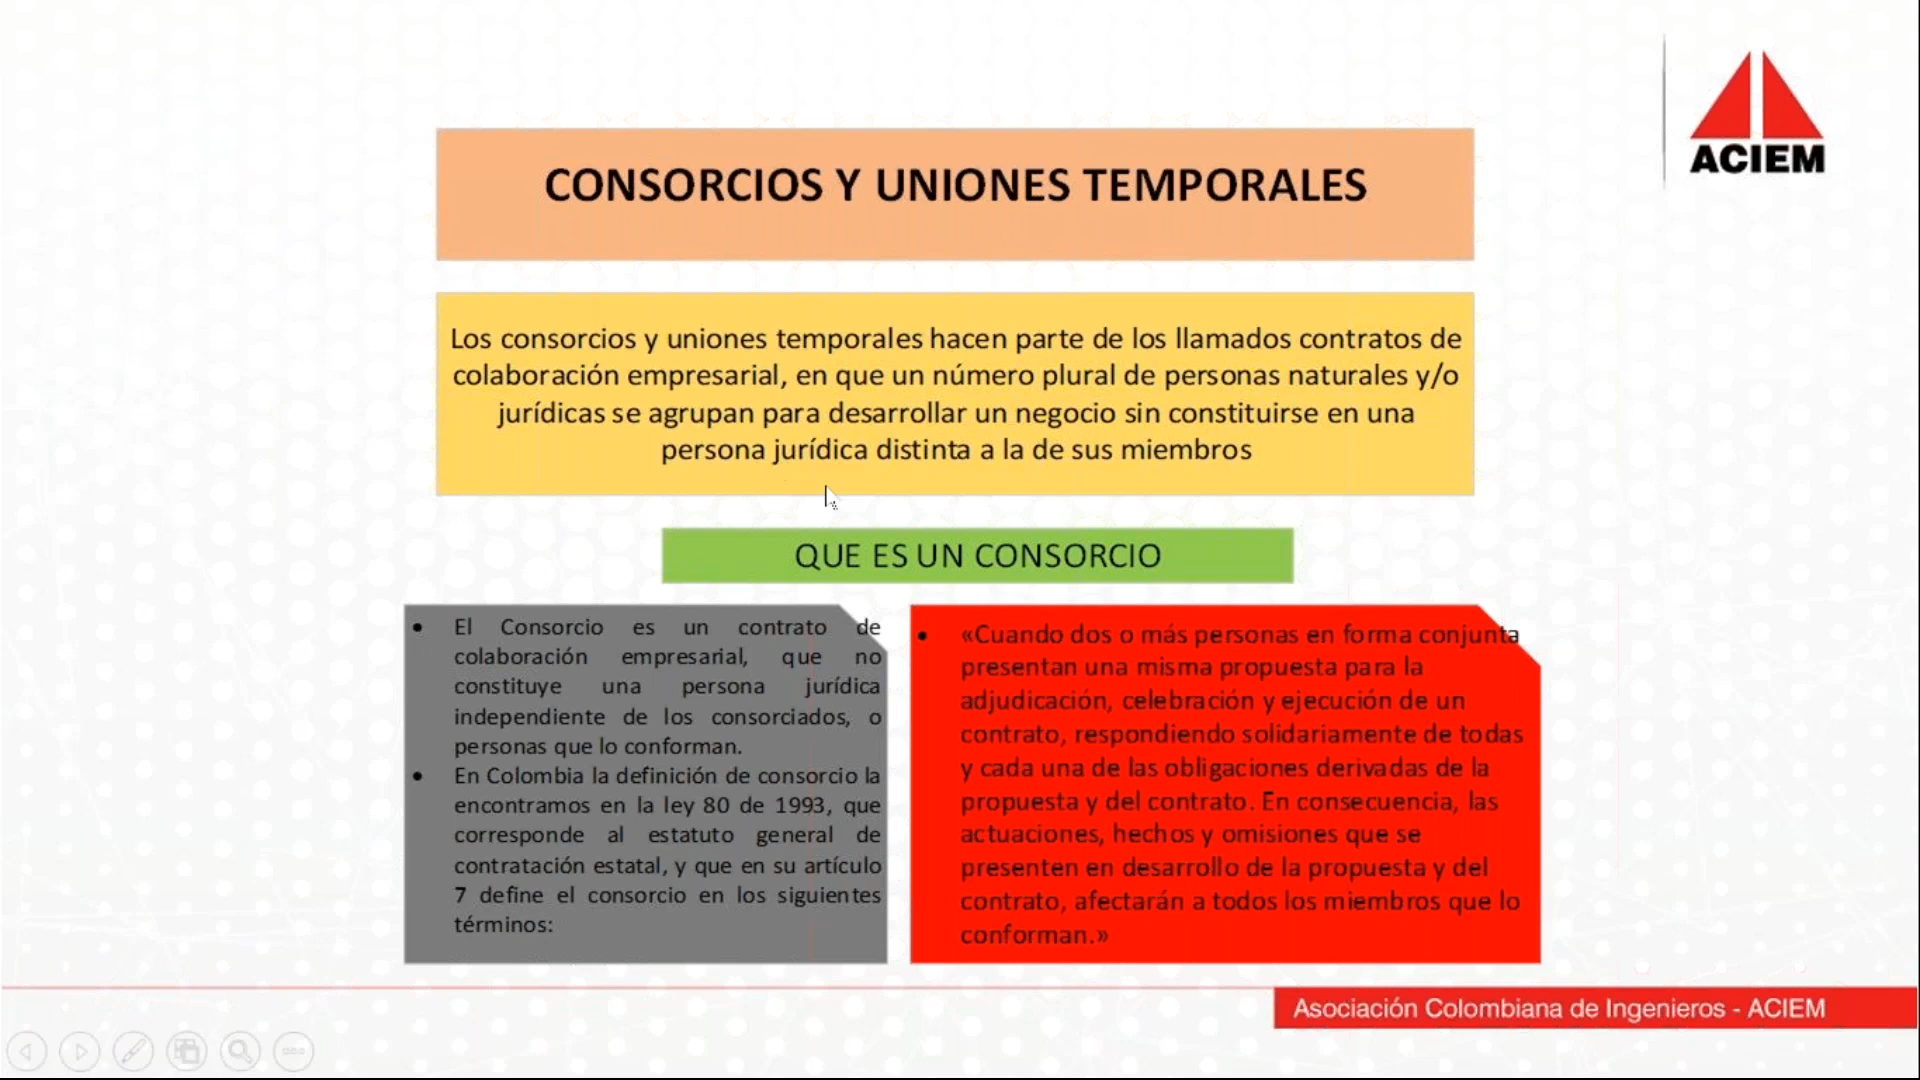 ACIEM
CONSORCIOS Y UNIONES TEMPORALES
Los consorcios y uniones temporales hacen parte de los llamados contratos de
colaboración empresarial, en que un número plural de personas naturales y/o
jurídicas se agrupan para desarrollar un negocio sin constituirse en una
persona jurídica distinta a la de sus miembros
QUE ES UN CONSORCIO
• El Consorcio es un contrato de
colaboración empresarial, que no
constituye una persona jurídica
independiente de los consorciados, o
personas que lo conforman.
• En Colombia la definición de consorcio la
encontramos en la ley 80 de 1993, que
corresponde al estatuto general de
contratación estatal, y que en su artículo
7 define el consorcio en los siguientes
términos:
• «Cuando dos o más personas en forma conjunta
presentan una misma propuesta para la
adjudicación, celebración y ejecución de un
contrato, respondiendo solidariamente de todas
y cada una de las obligaciones derivadas de la
propuesta y del contrato. En consecuencia, las
actuaciones, hechos y omisiones que se
presenten en desarrollo de la propuesta y del
contrato, afectarán a todos los miembros que lo
conforman.»
Asociación Colombiana de Ingenieros - ACIEM